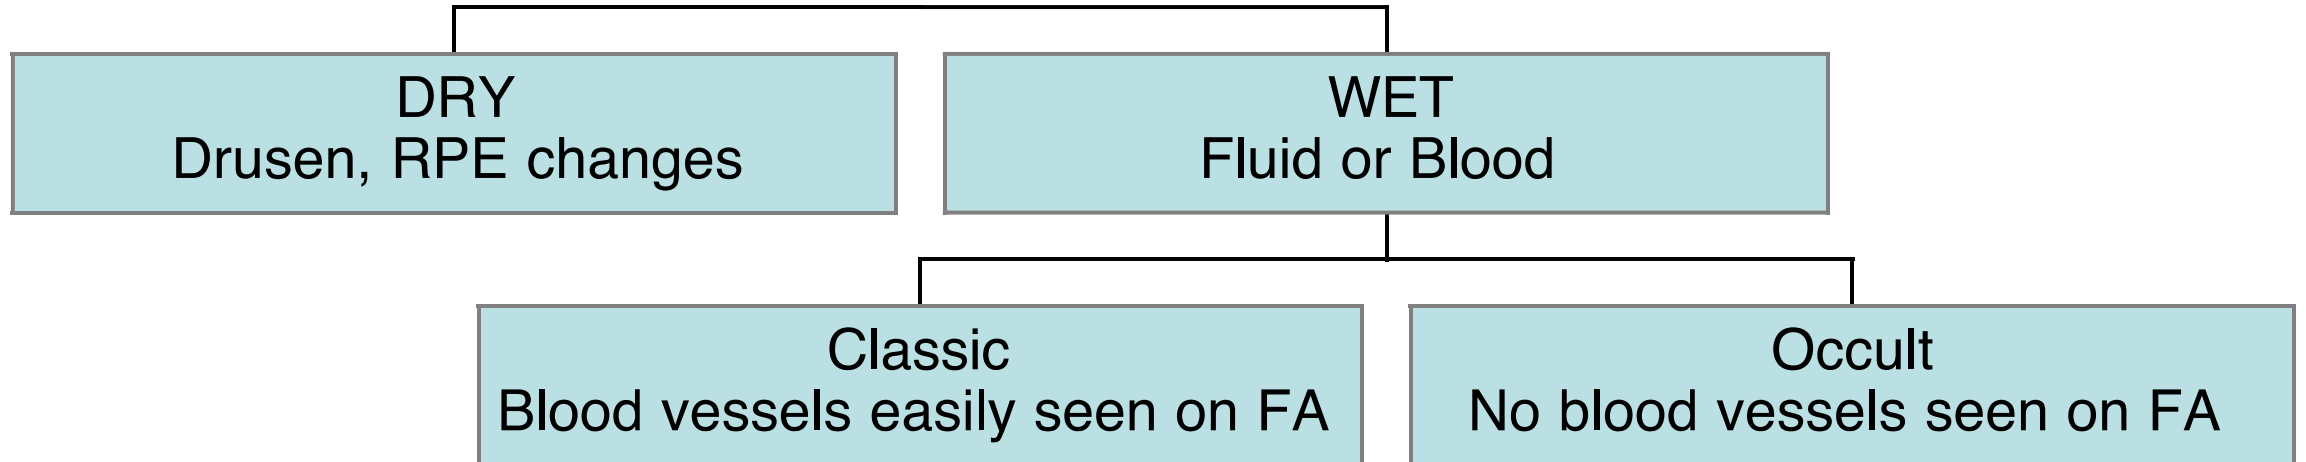 DRY
Drusen, RPE changes
WET
Fluid or Blood
Classic
Blood vessels easily seen on FA
Occult
No blood vessels seen on FA